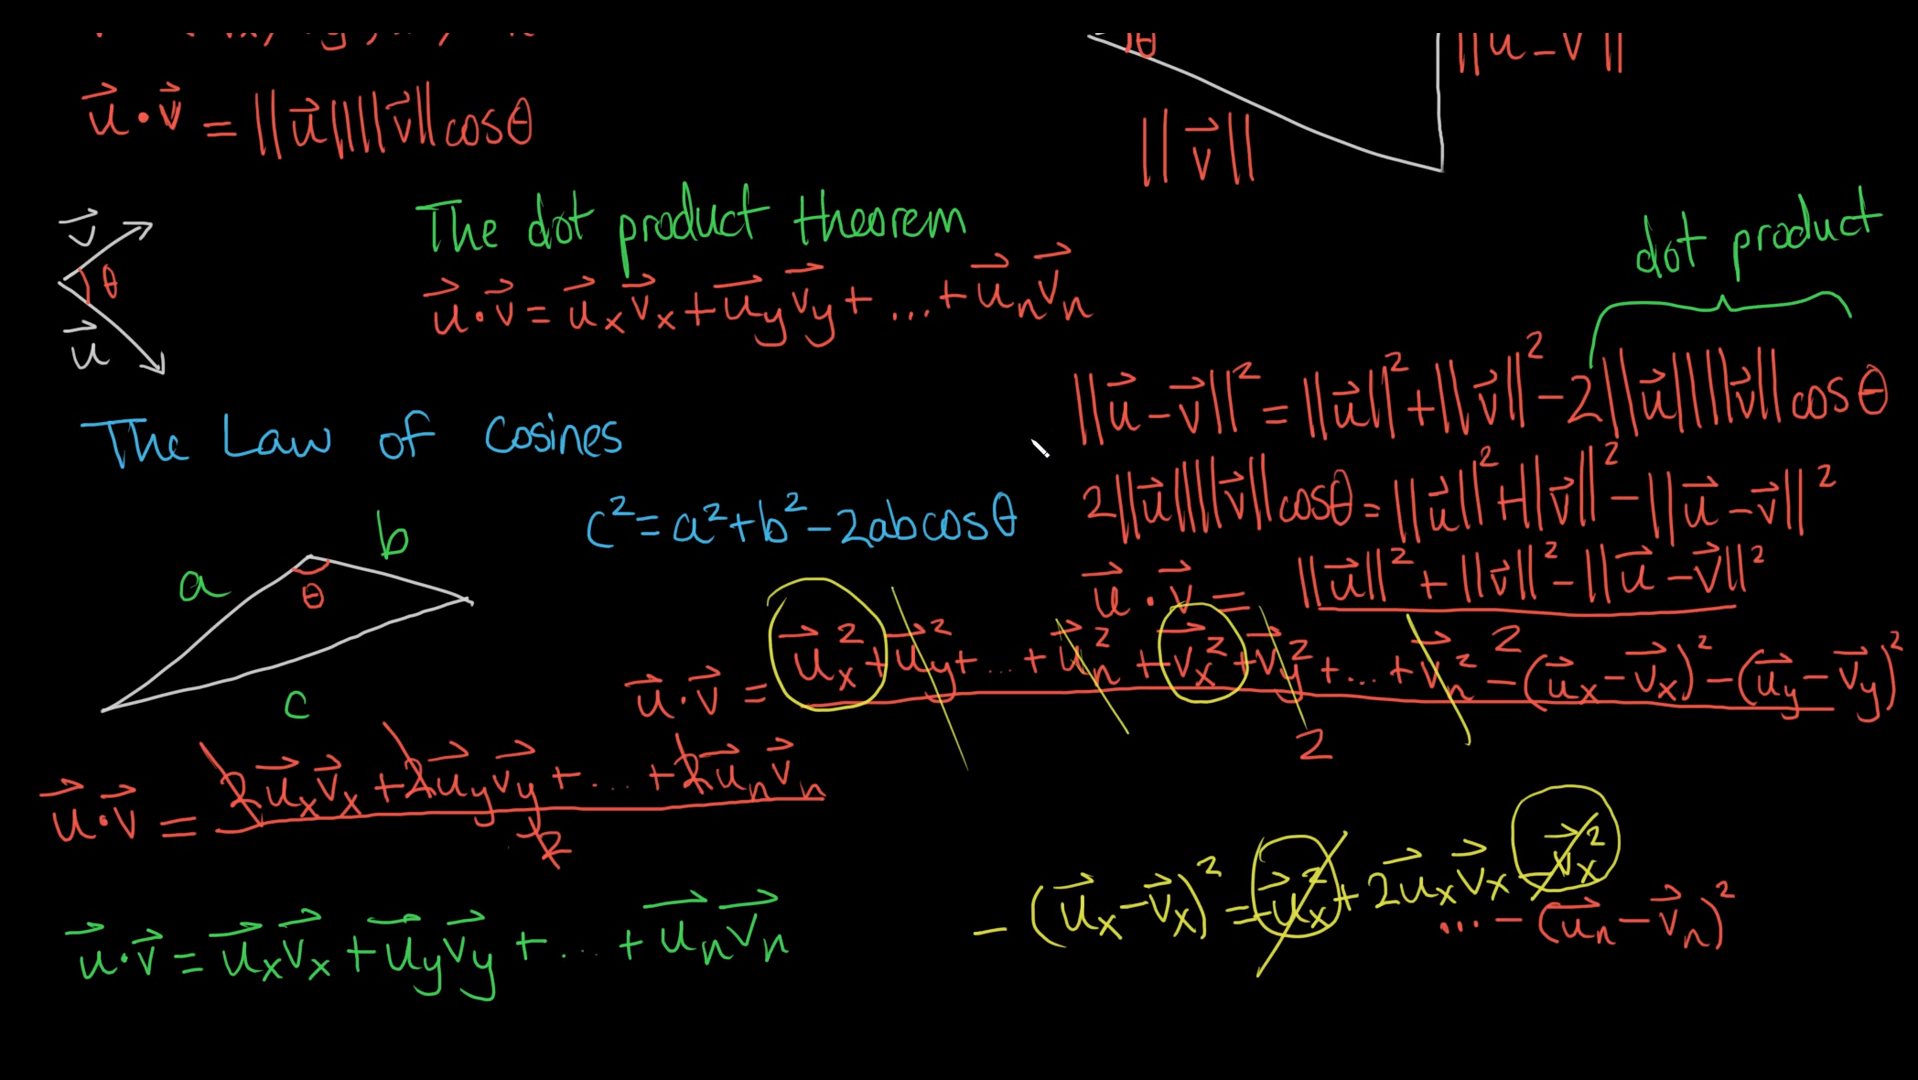 u⃗·v⃗ = ||u⃗||||v⃗||cosθ
θ
||u - v||
||v⃗||
v⃗
θ
u⃗
The dot product theorem
u⃗·v⃗ = u⃗ₓv⃗ₓ + u⃗ᵧv⃗ᵧ + ... + u⃗ₙv⃗ₙ
dot product
||u⃗ - v⃗||² = ||u⃗||² + ||v⃗||² - 2||u⃗||||v⃗||cosθ
The Law of Cosines
2||u⃗||||v⃗||cosθ = ||u⃗||² + ||v⃗||² - ||u⃗ - v⃗||²
c² = a² + b² - 2abcosθ
a
b
θ
c
u⃗·v⃗ = ||u⃗||² + ||v⃗||² - ||u⃗ - v⃗||²
2
u⃗·v⃗ = u⃗ₓ² + u⃗ᵧ² + ... + u⃗ₙ² + v⃗ₓ² + v⃗ᵧ² + ... + v⃗ₙ² - (u⃗ₓ - v⃗ₓ)² - (u⃗ᵧ - v⃗ᵧ)²
2
u⃗·v⃗ = 2u⃗ₓv⃗ₓ + 2u⃗ᵧv⃗ᵧ + ... + 2u⃗ₙv⃗ₙ
2
-(u⃗ₓ - v⃗ₓ)² = -u⃗ₓ² + 2u⃗ₓv⃗ₓ - v⃗ₓ²
... - (u⃗ₙ - v⃗ₙ)²
u⃗·v⃗ = u⃗ₓv⃗ₓ + u⃗ᵧv⃗ᵧ + ... + u⃗ₙv⃗ₙ